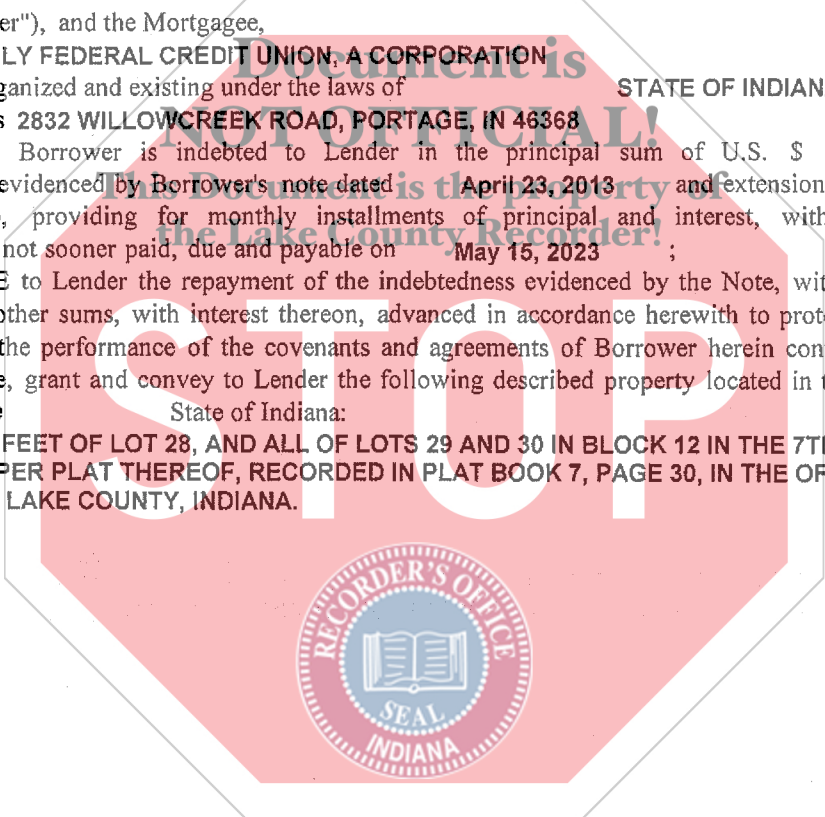 er"), and the Mortgagee,
LY FEDERAL CREDIT UNION, A CORPORATION
ganized and existing under the laws of STATE OF INDIAN
s 2832 WILLOWCREEK ROAD, PORTAGE, IN 46368
Borrower is indebted to Lender in the principal sum of U.S. $
evidenced by Borrower's note dated April 23, 2013 and extension
, providing for monthly installments of principal and interest, with
not sooner paid, due and payable on May 15, 2023 ;
E to Lender the repayment of the indebtedness evidenced by the Note, wit
other sums, with interest thereon, advanced in accordance herewith to prote
the performance of the covenants and agreements of Borrower herein con
e, grant and convey to Lender the following described property located in t
e State of Indiana:
FEET OF LOT 28, AND ALL OF LOTS 29 AND 30 IN BLOCK 12 IN THE 7TH
PER PLAT THEREOF, RECORDED IN PLAT BOOK 7, PAGE 30, IN THE OF
LAKE COUNTY, INDIANA.
Document is
NOT OFFICIAL!
This Document is the property of
the Lake County Recorder!
STOP
RECORDER'S OFFICE
SEAL
INDIANA